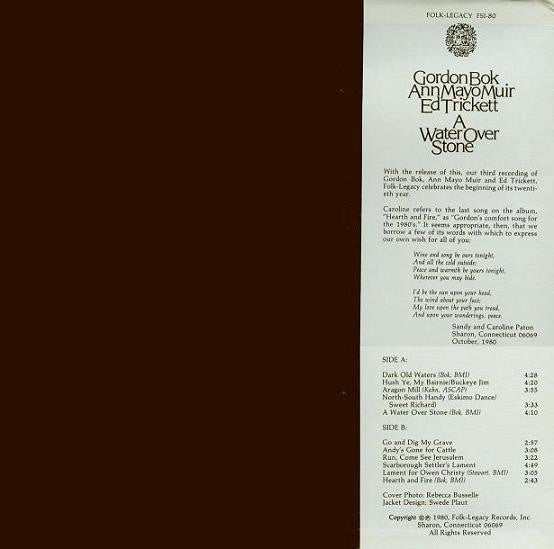 FOLK-LEGACY FSI-80
Gordon Bok
Ann Mayo Muir
Ed Trickett
A
Water Over
Stone
With the release of this, our third recording of
Gordon Bok, Ann Mayo Muir and Ed Trickett,
Folk-Legacy celebrates the beginning of its twenti-
eth year.
Caroline refers to the last song on the album,
"Hearth and Fire," as "Gordon's comfort song for
the 1980's." It seems appropriate, then, that we
borrow a few of its words with which to express
our own wish for all of you:
Wine and song be ours tonight,
And all the cold outside;
Peace and warmth be yours tonight,
Wherever you may bide.
I'd be the sun upon your head,
The wind about your face;
My love upon the path you tread,
And upon your wanderings, peace.
Sandy and Caroline Paton
Sharon, Connecticut 06069
October, 1980
SIDE A:
Dark Old Waters (Bok, BMI) 4:28
Hush Ye, My Bairnie/Buckeye Jim 4:20
Aragon Mill (Kahn, ASCAP) 3:55
North-South Handy (Eskimo Dance/
Sweet Richard) 3:33
A Water Over Stone (Bok, BMI) 4:10
SIDE B:
Go and Dig My Grave 2:57
Andy's Gone for Cattle 3:08
Run, Come See Jerusalem 3:22
Scarborough Settler's Lament 4:49
Lament for Owen Christy (Stewart, BMI) 3:05
Hearth and Fire (Bok, BMI) 2:43
Cover Photo: Rebecca Busselle
Jacket Design: Swede Plaut
Copyright ©℗ 1980, Folk-Legacy Records, Inc.
Sharon, Connecticut 06069
All Rights Reserved